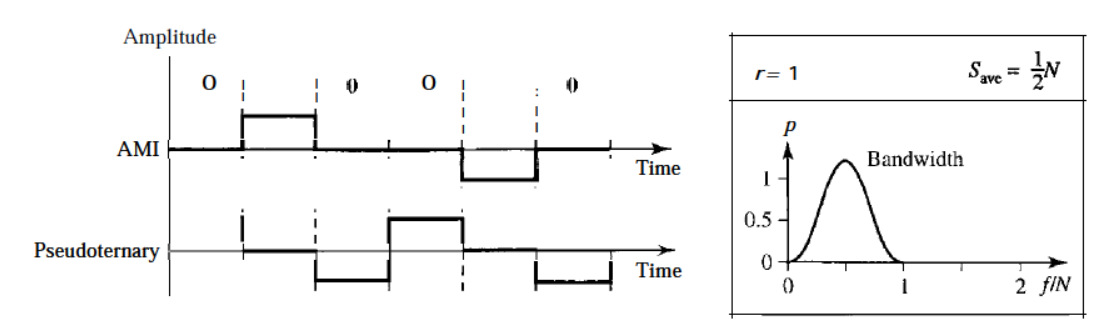 Amplitude
0 0 0 0
AMI
Time
Pseudoternary
Time
r = 1 S_ave = 1/2 N
P
Bandwidth
1
0.5
0
0 1 2 f/N